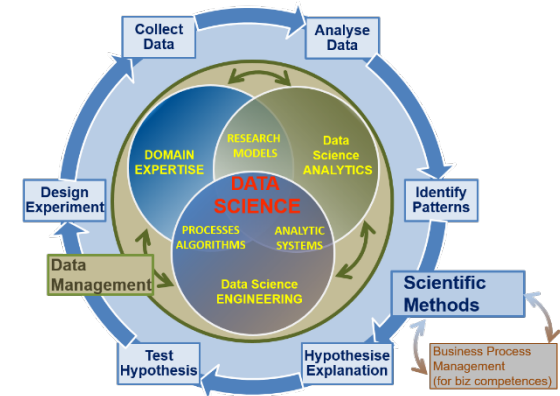 Collect
Data
Analyse
Data
RESEARCH
MODELS
DOMAIN
EXPERTISE
Data
Science
ANALYTICS
DATA
SCIENCE
Design
Experiment
Identify
Patterns
PROCESSES
ALGORITHMS
ANALYTIC
SYSTEMS
Data
Management
Data Science
ENGINEERING
Scientific
Methods
Test
Hypothesis
Hypothesise
Explanation
Business Process
Management
(for biz competences)